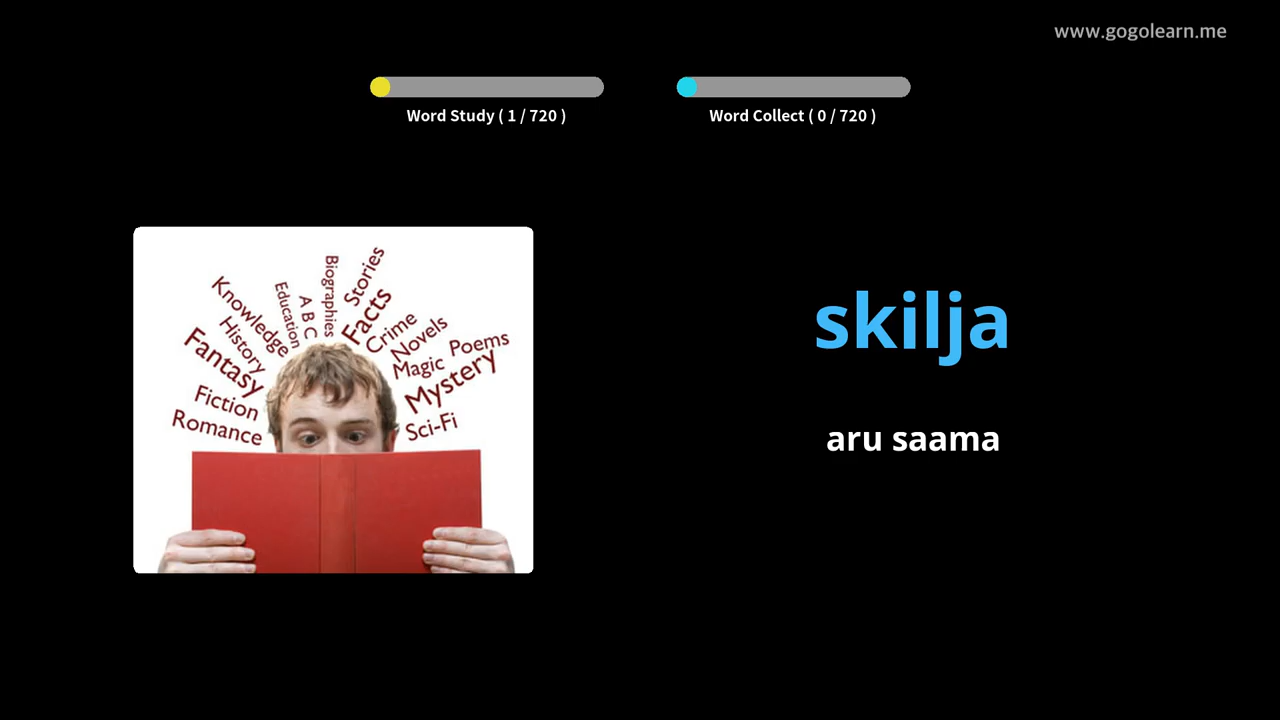 www.gogolearn.me
Word Study ( 1 / 720 )
Word Collect ( 0 / 720 )
Stories
Biographies
Facts
A B C
Education
Knowledge
Crime
History
Novels
Poems
Fantasy
Magic
Mystery
Fiction
Romance
Sci-Fi
skilja
aru saama